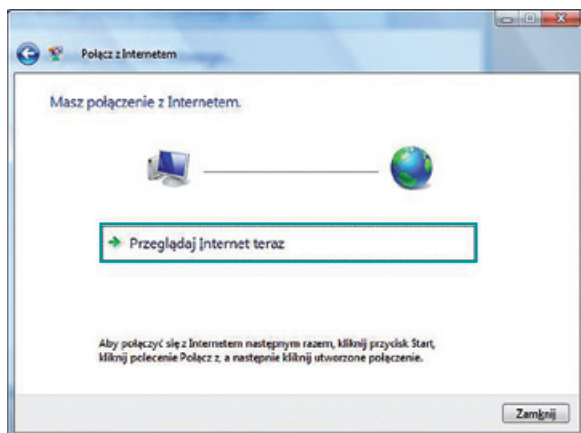 Połącz z Internetem
Masz połączenie z Internetem.
Przeglądaj Internet teraz
Aby połączyć się z Internetem następnym razem, kliknij przycisk Start,
kliknij polecenie Połącz z, a następnie kliknij utworzone połączenie.
Zamknij